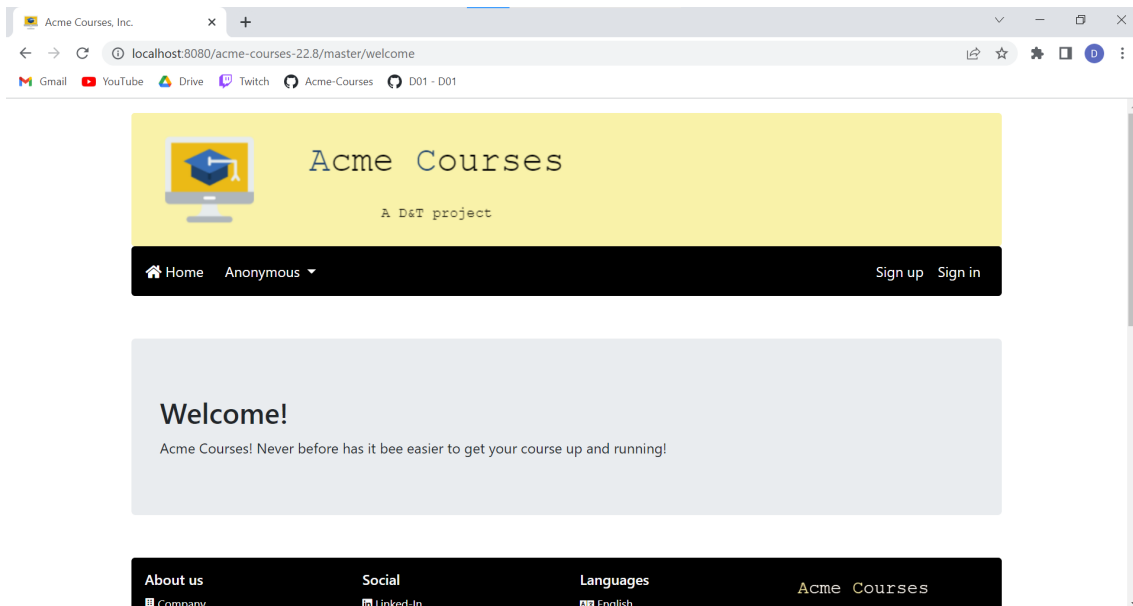 Acme Courses, Inc.
localhost:8080/acme-courses-22.8/master/welcome
D
Gmail YouTube Drive Twitch Acme-Courses D01 - D01
Acme Courses
A D&T project
Home Anonymous Sign up Sign in
Welcome!
Acme Courses! Never before has it bee easier to get your course up and running!
About us Social Languages Acme Courses
Company Linked-In English